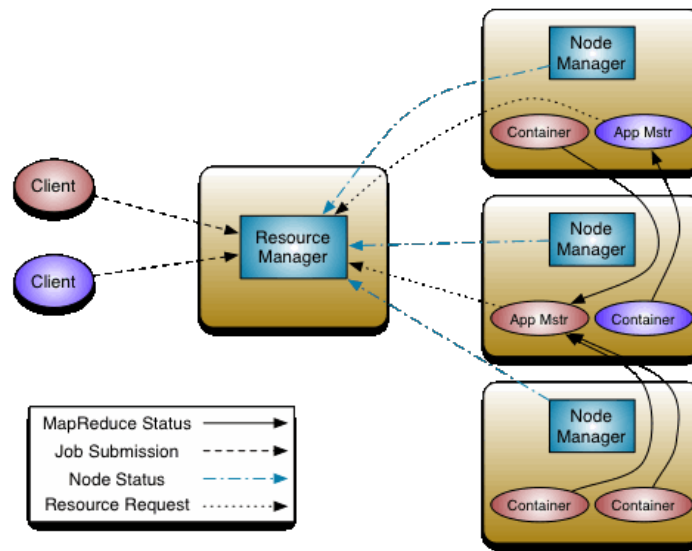 Node
Manager
Container
App Mstr
Client
Resource
Manager
Client
Node
Manager
App Mstr
Container
Node
Manager
Container
Container
MapReduce Status
Job Submission
Node Status
Resource Request